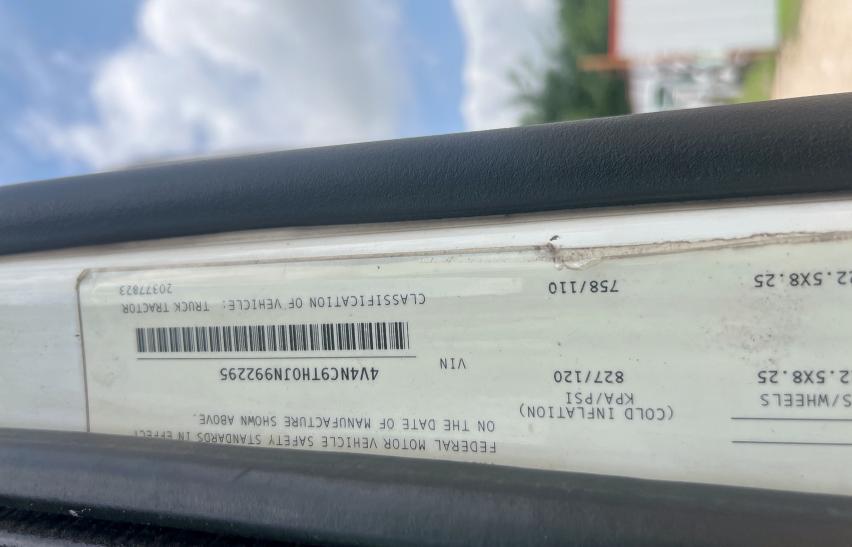 S/WHEELS
2.5X8.25
2.5X8.25
(COLD INFLATION)
KPA/PSI
827/120
758/110
FEDERAL MOTOR VEHICLE SAFETY STANDARDS IN EFFECT
ON THE DATE OF MANUFACTURE SHOWN ABOVE.
VIN
4V4NC9TH0JN992295
CLASSIFICATION OF VEHICLE: TRUCK TRACTOR
20377823